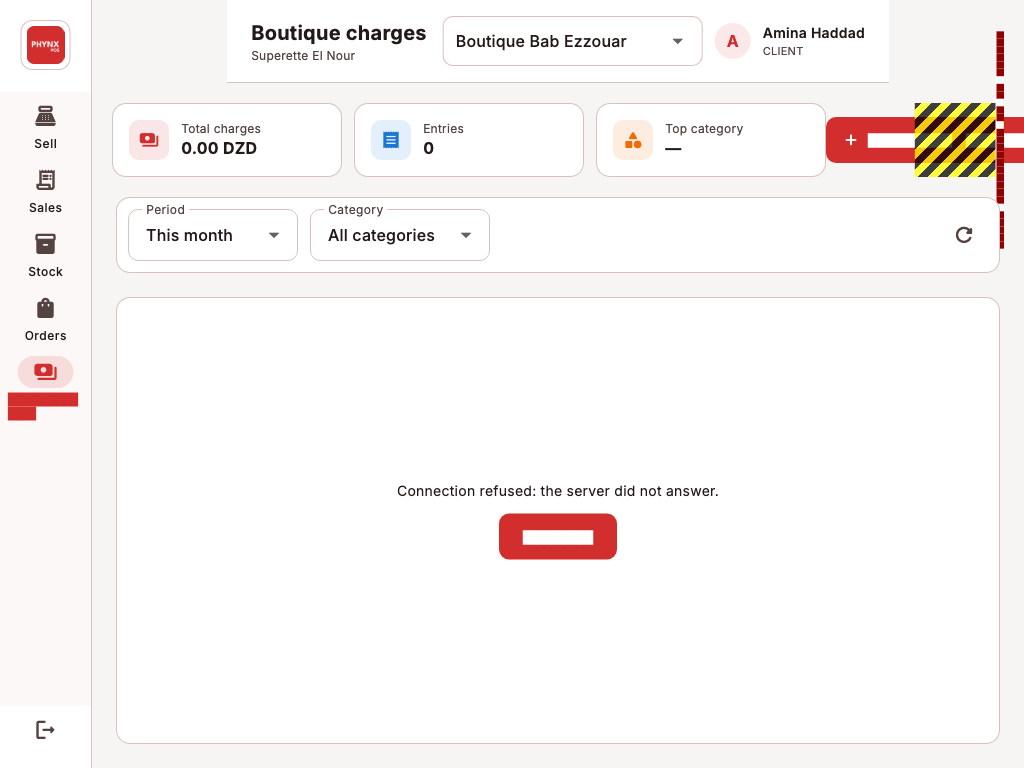 PHYNX
POS
Boutique charges
Superette El Nour
Boutique Bab Ezzouar
A
Amina Haddad
CLIENT
Sell
Sales
Stock
Orders
Total charges
0.00 DZD
Entries
0
Top category
—
Period
This month
Category
All categories
Connection refused: the server did not answer.